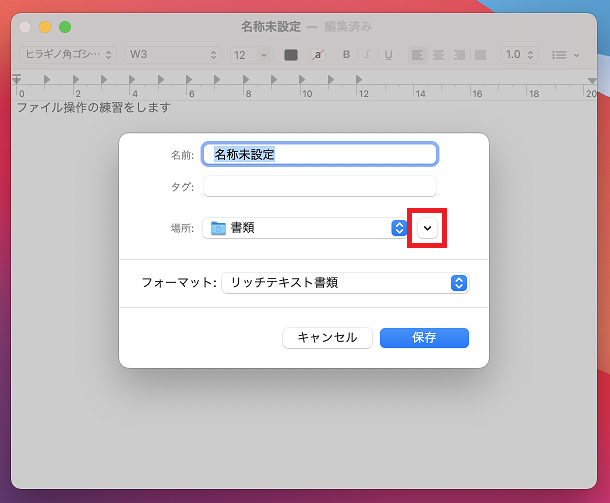 名称未設定 — 編集済み
ヒラギノ角ゴシ… W3 12 a B I U 1.0
0 2 4 6 8 10 12 14 16 18 20
ファイル操作の練習をします
名前: 名称未設定
タグ:
場所: 書類
フォーマット: リッチテキスト書類
キャンセル 保存